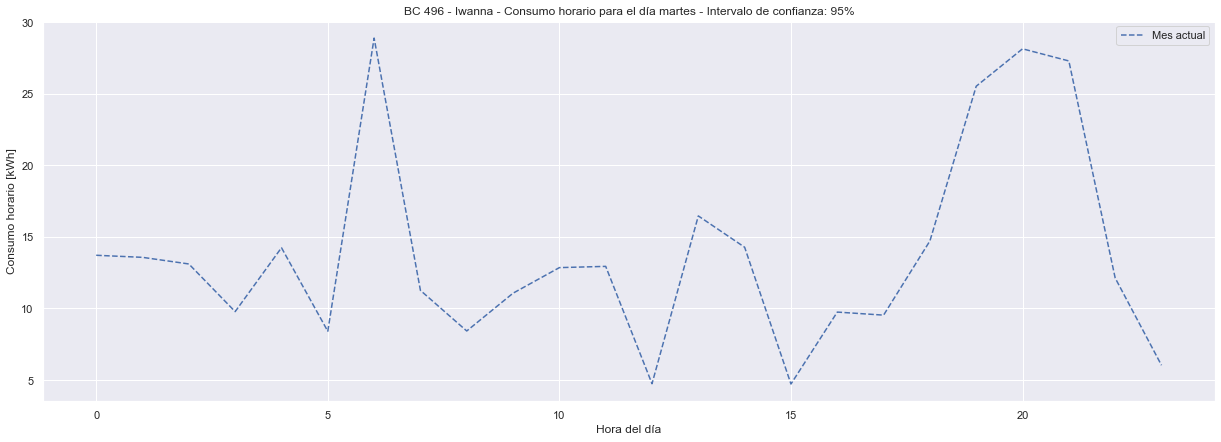 BC 496 - Iwanna - Consumo horario para el día martes - Intervalo de confianza: 95%
Mes actual
Consumo horario [kWh]
30
25
20
15
10
5
0 5 10 15 20
Hora del día